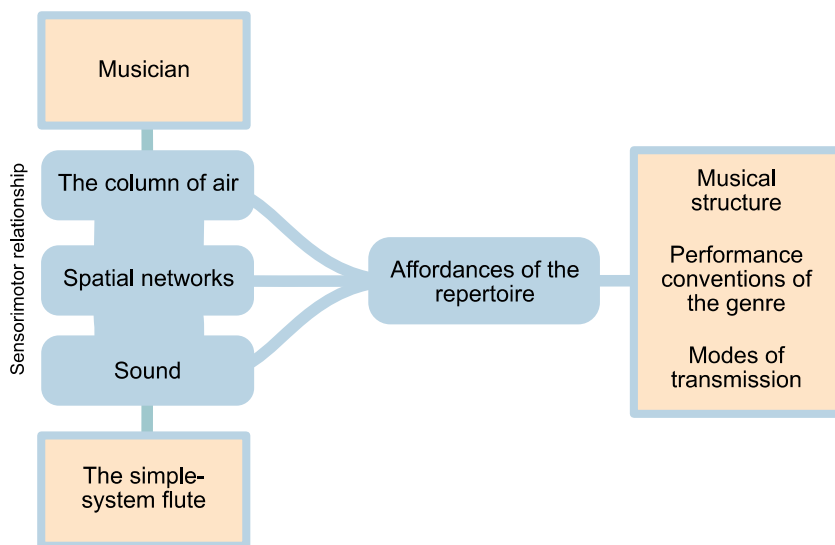 Musician
Sensorimotor relationship
The column of air
Spatial networks
Sound
The simple-
system flute
Affordances of the
repertoire
Musical
structure
Performance
conventions of
the genre
Modes of
transmission